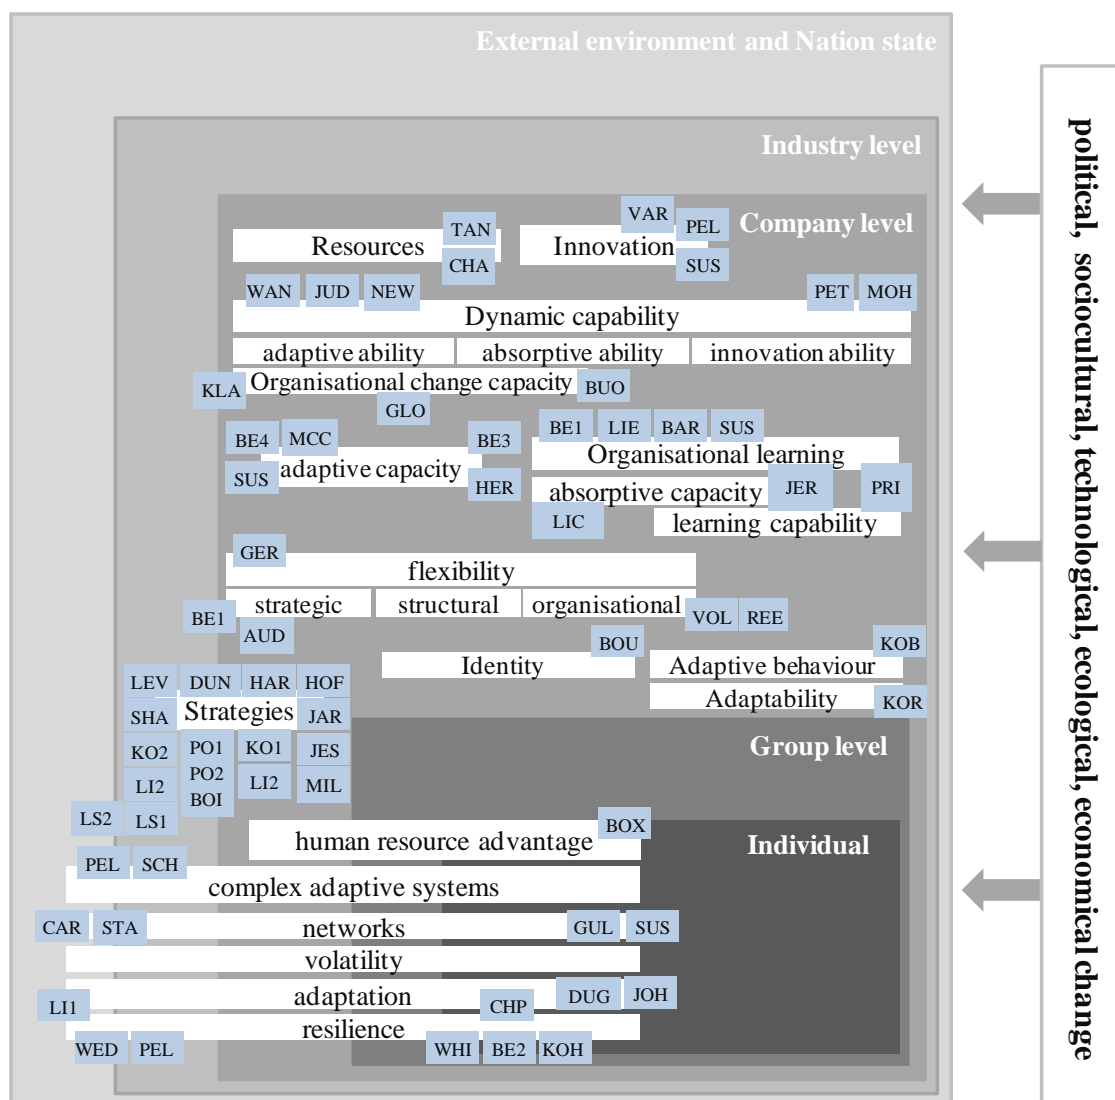 External environment and Nation state
Industry level
Company level
VAR
TAN
PEL
Resources
Innovation
CHA
SUS
WAN JUD NEW
PET MOH
Dynamic capability
adaptive ability absorptive ability innovation ability
KLA
Organisational change capacity
BUO
GLO
BE4 MCC
BE3
BE1 LIE BAR SUS
SUS
adaptive capacity
HER
Organisational learning
absorptive capacity
JER
PRI
LIC
learning capability
GER
flexibility
strategic structural organisational
BE1
AUD
VOL REE
BOU
KOB
Identity
Adaptive behaviour
Adaptability
KOR
LEV DUN HAR HOF
SHA
Strategies
JAR
KO2 PO1 KO1 JES
LI2 PO2 LI2 MIL
BOI
LS2 LS1
Group level
human resource advantage
BOX
Individual
PEL SCH
complex adaptive systems
CAR STA
networks
GUL SUS
volatility
LI1
adaptation
CHP
DUG JOH
resilience
WED PEL
WHI BE2 KOH
political, sociocultural, technological, ecological, economical change